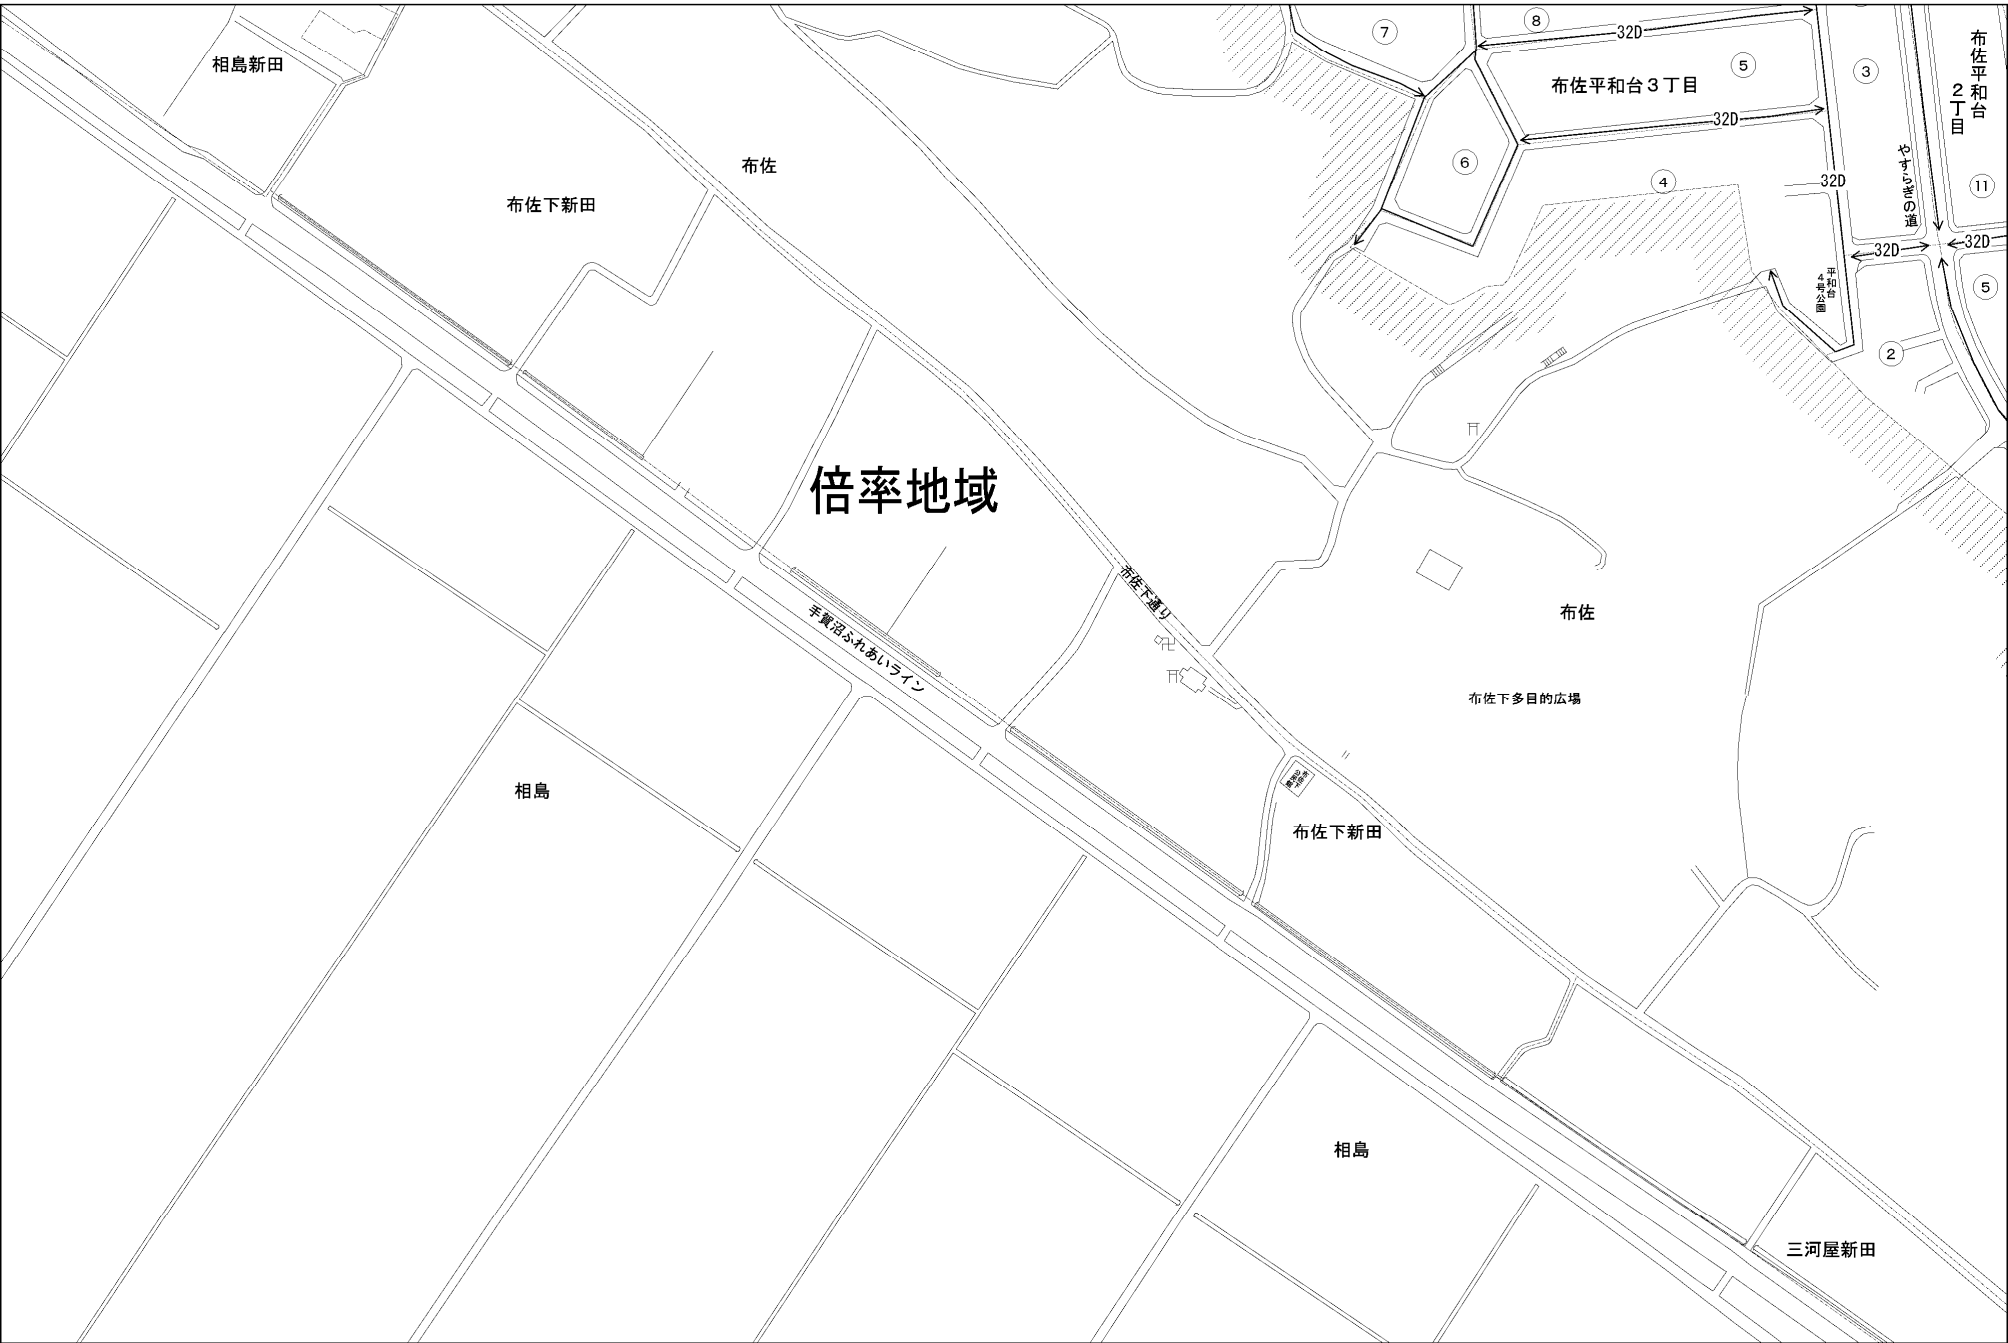 相島新田
布佐下新田
布佐
⑦
⑧
32D
⑤
布佐平和台3丁目
③
布佐平和台
2丁目
32D
⑥
④
32D
やすらぎの道
⑪
32D
32D
平和台
4号公園
⑤
②
倍率地域
布佐下通り
手賀沼ふれあいライン
布佐
布佐下多目的広場
布佐下新田
相島
相島
三河屋新田